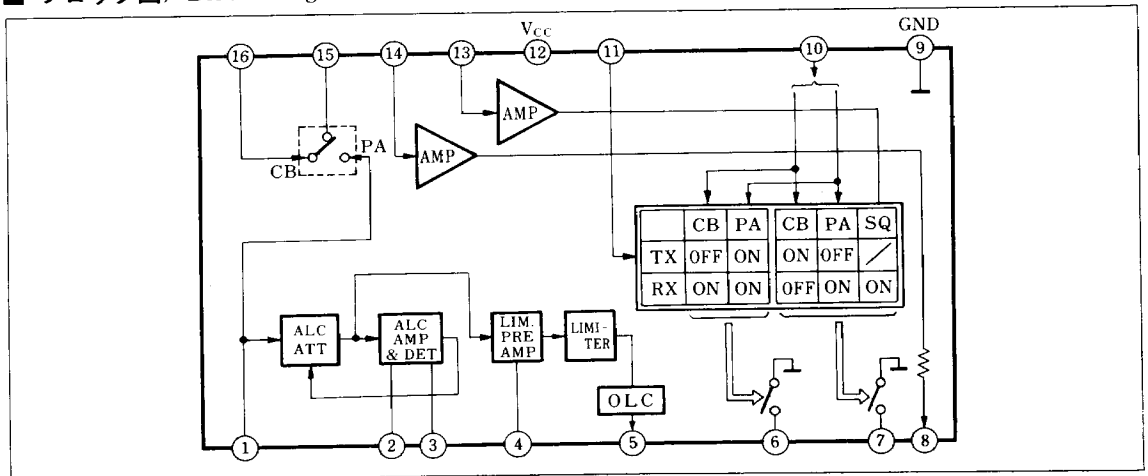 ブロック図/
GND
VCC
16 15 14 13 12 11 10 9
AMP
AMP
PA
CB
CB PA CB PA SQ
TX OFF ON ON OFF
RX ON ON OFF ON ON
ALC ATT
ALC AMP & DET
LIM. PRE AMP
LIMI-TER
OLC
1 2 3 4 5 6 7 8